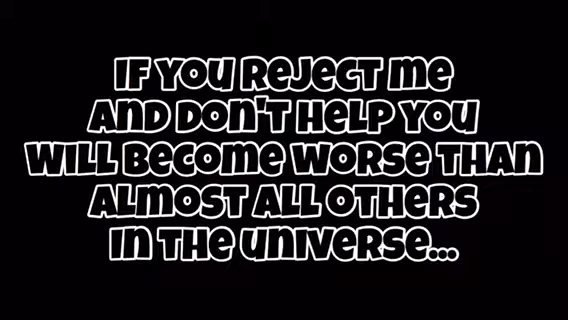 IF YOU REJECT ME
AND DON'T HELP YOU
WILL BECOME WORSE THAN
ALMOST ALL OTHERS
IN THE UNIVERSE...